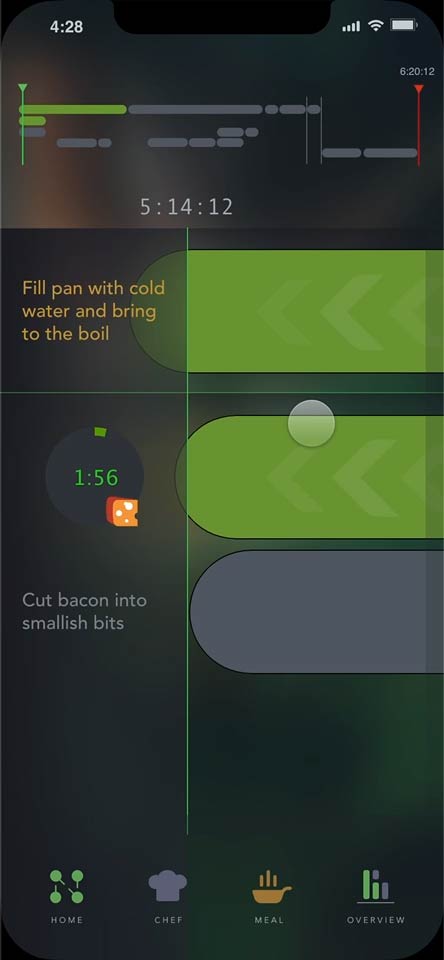 4:28
6:20:12
5:14:12
Fill pan with cold
water and bring
to the boil
1:56
Cut bacon into
smallish bits
HOME
CHEF
MEAL
OVERVIEW